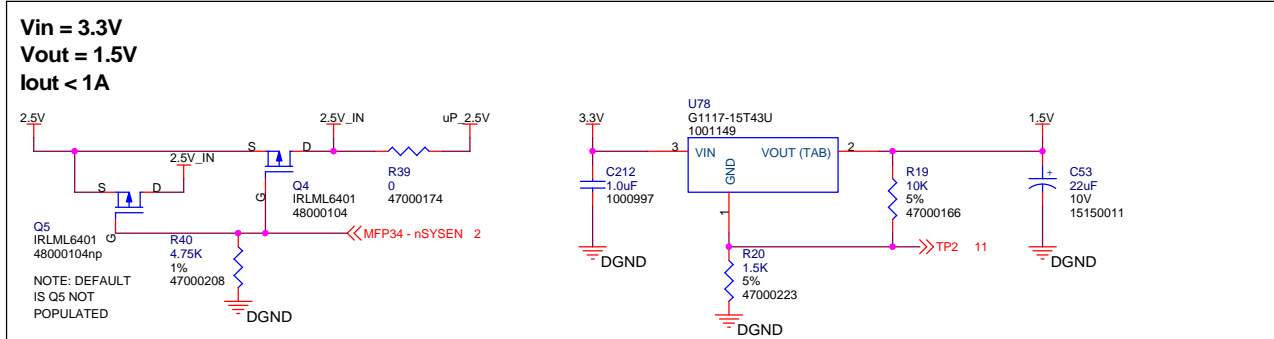 Vin = 3.3V
Vout = 1.5V
Iout < 1A
2.5V
2.5V_IN
uP_2.5V
2.5V_IN
S
D
G
Q4
IRLML6401
48000104
R39
0
47000174
S
D
G
Q5
IRLML6401
48000104np
NOTE: DEFAULT
IS Q5 NOT
POPULATED
R40
4.75K
1%
47000208
DGND
MFP34 - nSYSEN 2
3.3V
U78
G1117-15T43U
1001149
3
VIN
VOUT (TAB)
2
GND
1
1.5V
C212
1.0uF
1000997
DGND
R19
10K
5%
47000166
C53
+
22uF
10V
15150011
DGND
TP2 11
R20
1.5K
5%
47000223
DGND